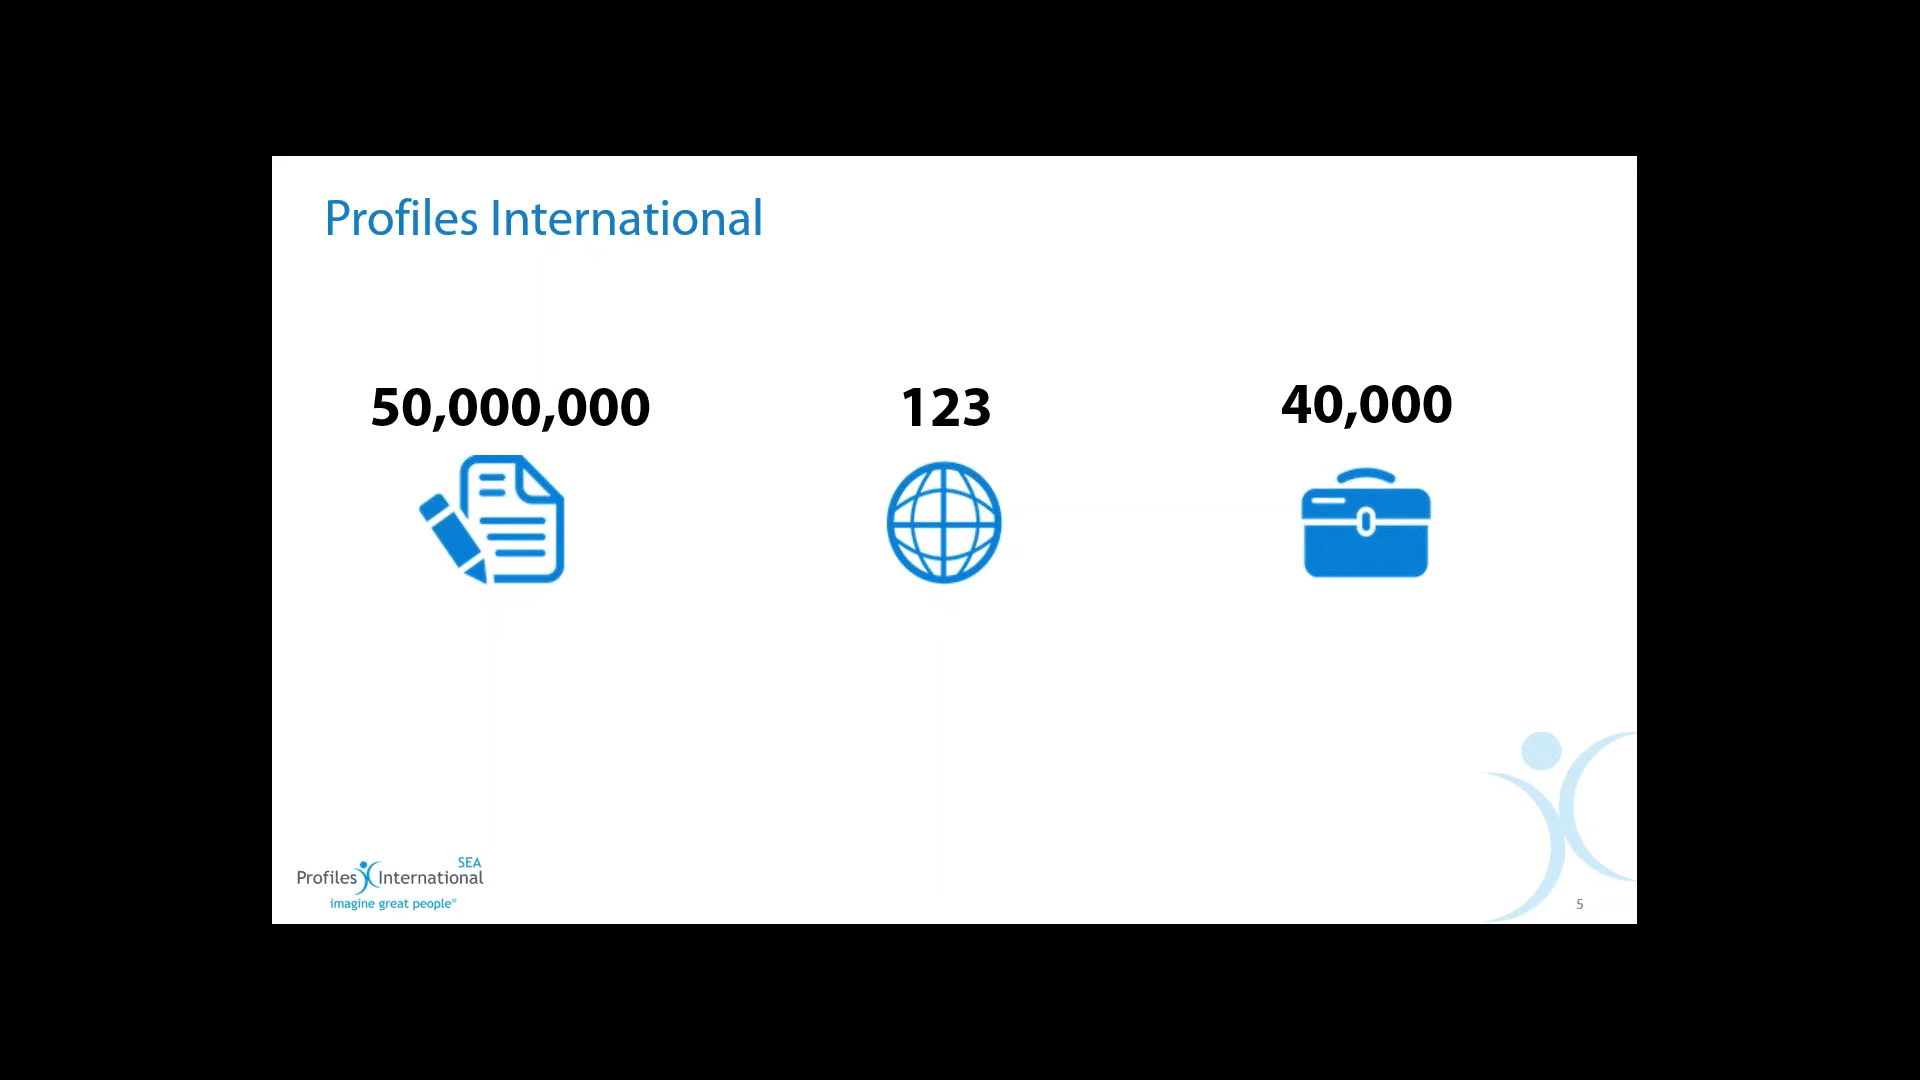 Profiles International
50,000,000
123
40,000
SEA
Profiles International
imagine great people®
5